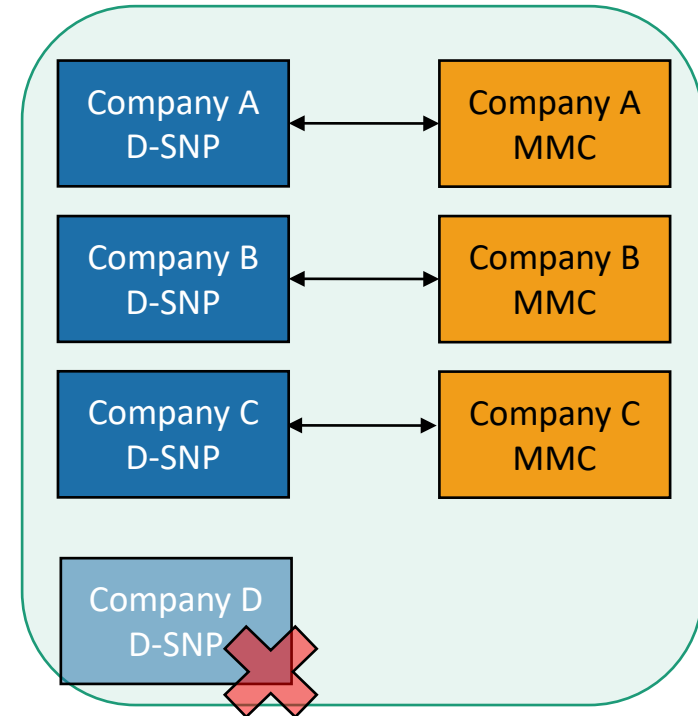 Company A
D-SNP
Company A
MMC
Company B
D-SNP
Company B
MMC
Company C
D-SNP
Company C
MMC
Company D
D-SNP